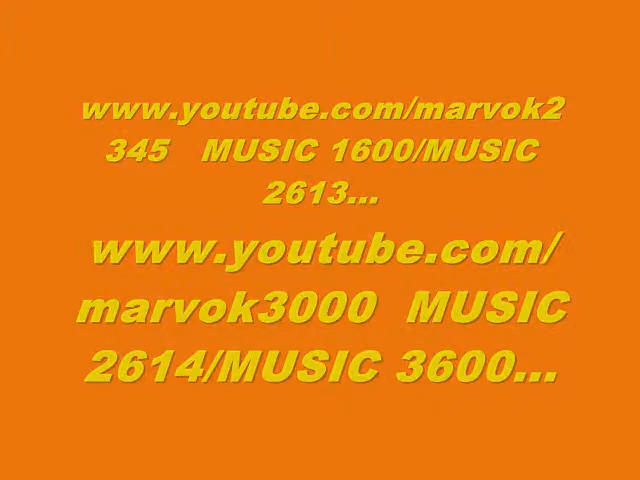 www.youtube.com/marvok2
345 MUSIC 1600/MUSIC
2613...
www.youtube.com/
marvok3000 MUSIC
2614/MUSIC 3600...